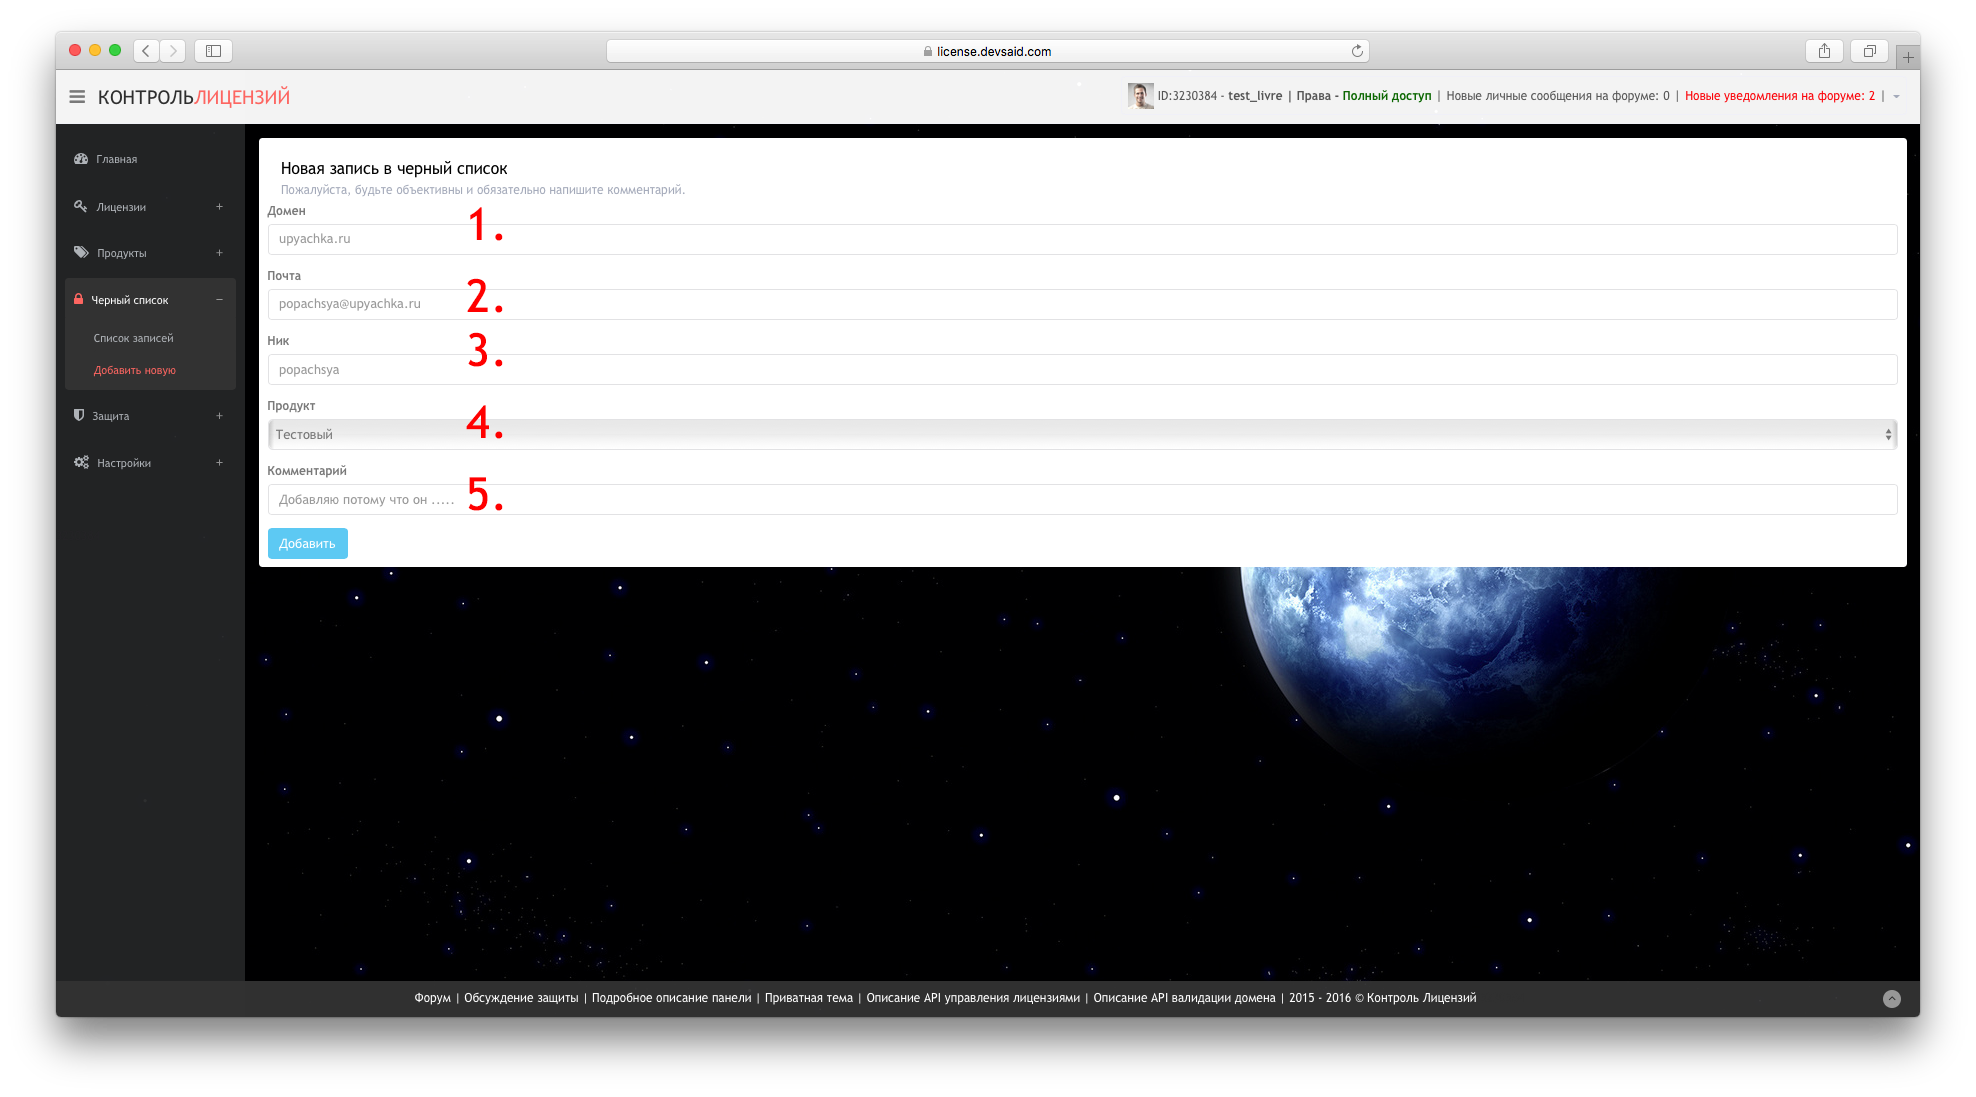 license.devsaid.com
КОНТРОЛЬЛИЦЕНЗИЙ
ID:3230384 - test_livre | Права - Полный доступ | Новые личные сообщения на форуме: 0 | Новые уведомления на форуме: 2 |
Главная
Лицензии +
Продукты +
Черный список −
Список записей
Добавить новую
Защита +
Настройки +
Новая запись в черный список
Пожалуйста, будьте объективны и обязательно напишите комментарий.
Домен
1.
upyachka.ru
Почта
2.
popachsya@upyachka.ru
Ник
3.
popachsya
Продукт
4.
Тестовый
Комментарий
5.
Добавляю потому что он .....
Добавить
Форум | Обсуждение защиты | Подробное описание панели | Приватная тема | Описание API управления лицензиями | Описание API валидации домена | 2015 - 2016 © Контроль Лицензий